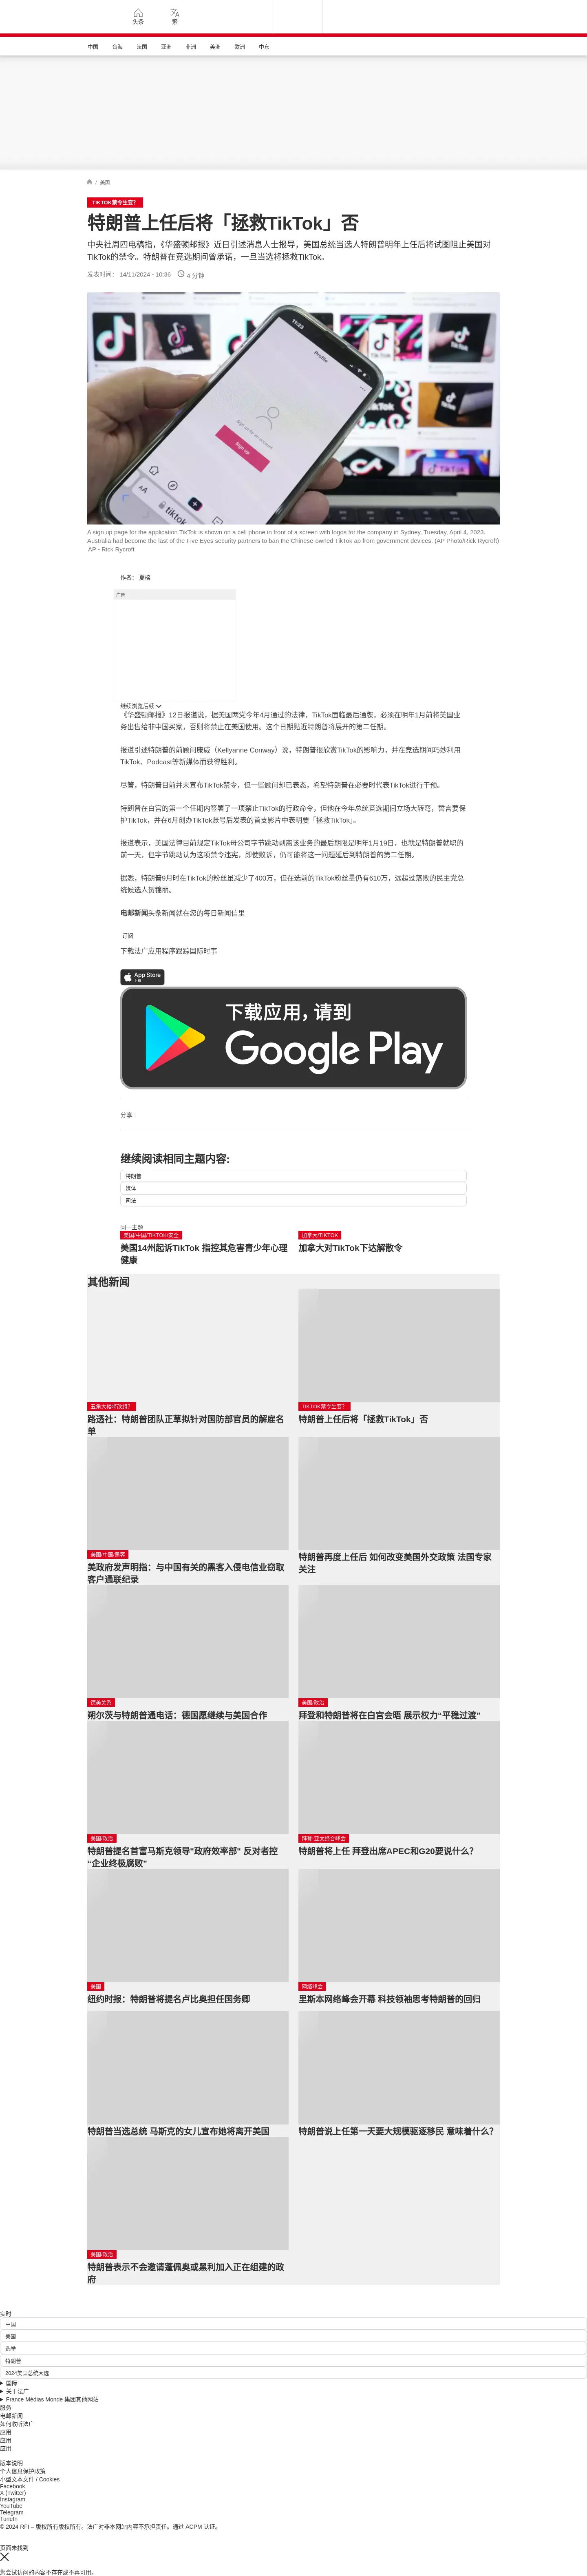 头条
繁
中国
台海
法国
亚洲
非洲
美洲
欧洲
中东
/ 美国
TIKTOK禁令生变？
特朗普上任后将「拯救TikTok」否
中央社周四电稿指，《华盛顿邮报》近日引述消息人士报导，美国总统当选人特朗普明年上任后将试图阻止美国对
TikTok的禁令。特朗普在竞选期间曾承诺，一旦当选将拯救TikTok。
发表时间： 14/11/2024 - 10:36
4 分钟
11:23
Profile
Sign up for an account
Sign up
TikTok
AA
tiktok
TikTok
A sign up page for the application TikTok is shown on a cell phone in front of a screen with logos for the company in Sydney, Tuesday, April 4, 2023.
Australia had become the last of the Five Eyes security partners to ban the Chinese-owned TikTok ap from government devices. (AP Photo/Rick Rycroft)
AP - Rick Rycroft
作者： 夏榕
广告
继续浏览后续
《华盛顿邮报》12日报道说，据美国两党今年4月通过的法律，TikTok面临最后通牒，必须在明年1月前将美国业
务出售给非中国买家，否则将禁止在美国使用。这个日期贴近特朗普将展开的第二任期。
报道引述特朗普的前顾问康威（Kellyanne Conway）说，特朗普很欣赏TikTok的影响力，并在竞选期间巧妙利用
TikTok、Podcast等新媒体而获得胜利。
尽管，特朗普目前并未宣布TikTok禁令，但一些顾问却已表态，希望特朗普在必要时代表TikTok进行干预。
特朗普在白宫的第一个任期内签署了一项禁止TikTok的行政命令，但他在今年总统竞选期间立场大转弯，誓言要保
护TikTok，并在6月创办TikTok账号后发表的首支影片中表明要「拯救TikTok」。
报道表示，美国法律目前规定TikTok母公司字节跳动剥离该业务的最后期限是明年1月19日，也就是特朗普就职的
前一天，但字节跳动认为这项禁令违宪，即使败诉，仍可能将这一问题延后到特朗普的第二任期。
据悉，特朗普9月时在TikTok的粉丝虽减少了400万，但在选前的TikTok粉丝量仍有610万，远超过落败的民主党总
统候选人贺锦丽。
电邮新闻头条新闻就在您的每日新闻信里
订阅
下载法广应用程序跟踪国际时事
App Store
下载
下载应用，请到
Google Play
分享 :
继续阅读相同主题内容:
特朗普
媒体
司法
同一主题
美国/中国/TIKTOK/安全
美国14州起诉TikTok 指控其危害青少年心理
健康
加拿大/TIKTOK
加拿大对TikTok下达解散令
其他新闻
五角大楼将改组？
路透社：特朗普团队正草拟针对国防部官员的解雇名
单
TIKTOK禁令生变？
特朗普上任后将「拯救TikTok」否
美国/中国/黑客
美政府发声明指：与中国有关的黑客入侵电信业窃取
客户通联纪录
特朗普再度上任后 如何改变美国外交政策 法国专家
关注
德美关系
朔尔茨与特朗普通电话：德国愿继续与美国合作
美国/政治
拜登和特朗普将在白宫会晤 展示权力“平稳过渡”
美国/政治
特朗普提名首富马斯克领导"政府效率部" 反对者控
“企业终极腐败”
拜登·亚太经合峰会
特朗普将上任 拜登出席APEC和G20要说什么？
美国
纽约时报：特朗普将提名卢比奥担任国务卿
网络峰会
里斯本网络峰会开幕 科技领袖思考特朗普的回归
特朗普当选总统 马斯克的女儿宣布她将离开美国
特朗普说上任第一天要大规模驱逐移民 意味着什么？
美国/政治
特朗普表示不会邀请蓬佩奥或黑利加入正在组建的政
府
实时
中国
美国
选举
特朗普
2024美国总统大选
国际
关于法广
France Médias Monde 集团其他网站
服务
电邮新闻
如何收听法广
应用
应用
应用
版本说明
个人信息保护政策
小型文本文件 / Cookies
Facebook
X (Twitter)
Instagram
YouTube
Telegram
TuneIn
© 2024 RFI – 版权所有版权所有。法广对非本网站内容不承担责任。通过 ACPM 认证。
页面未找到
您尝试访问的内容不存在或不再可用。